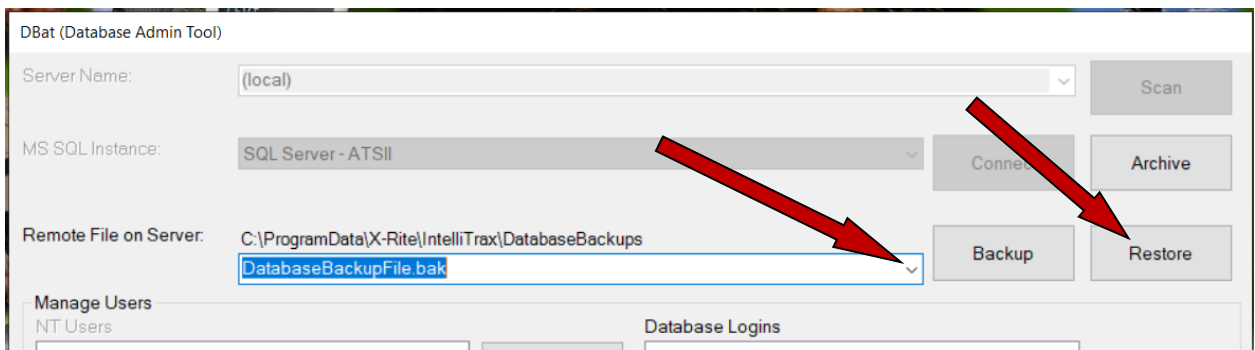 DBat (Database Admin Tool)
Server Name:
(local)
Scan
MS SQL Instance:
SQL Server - ATSII
Archive
Remote File on Server:
C:\ProgramData\X-Rite\IntelliTrax\DatabaseBackups
DatabaseBackupFile.bak
Backup
Restore
Manage Users
NT Users
Database Logins